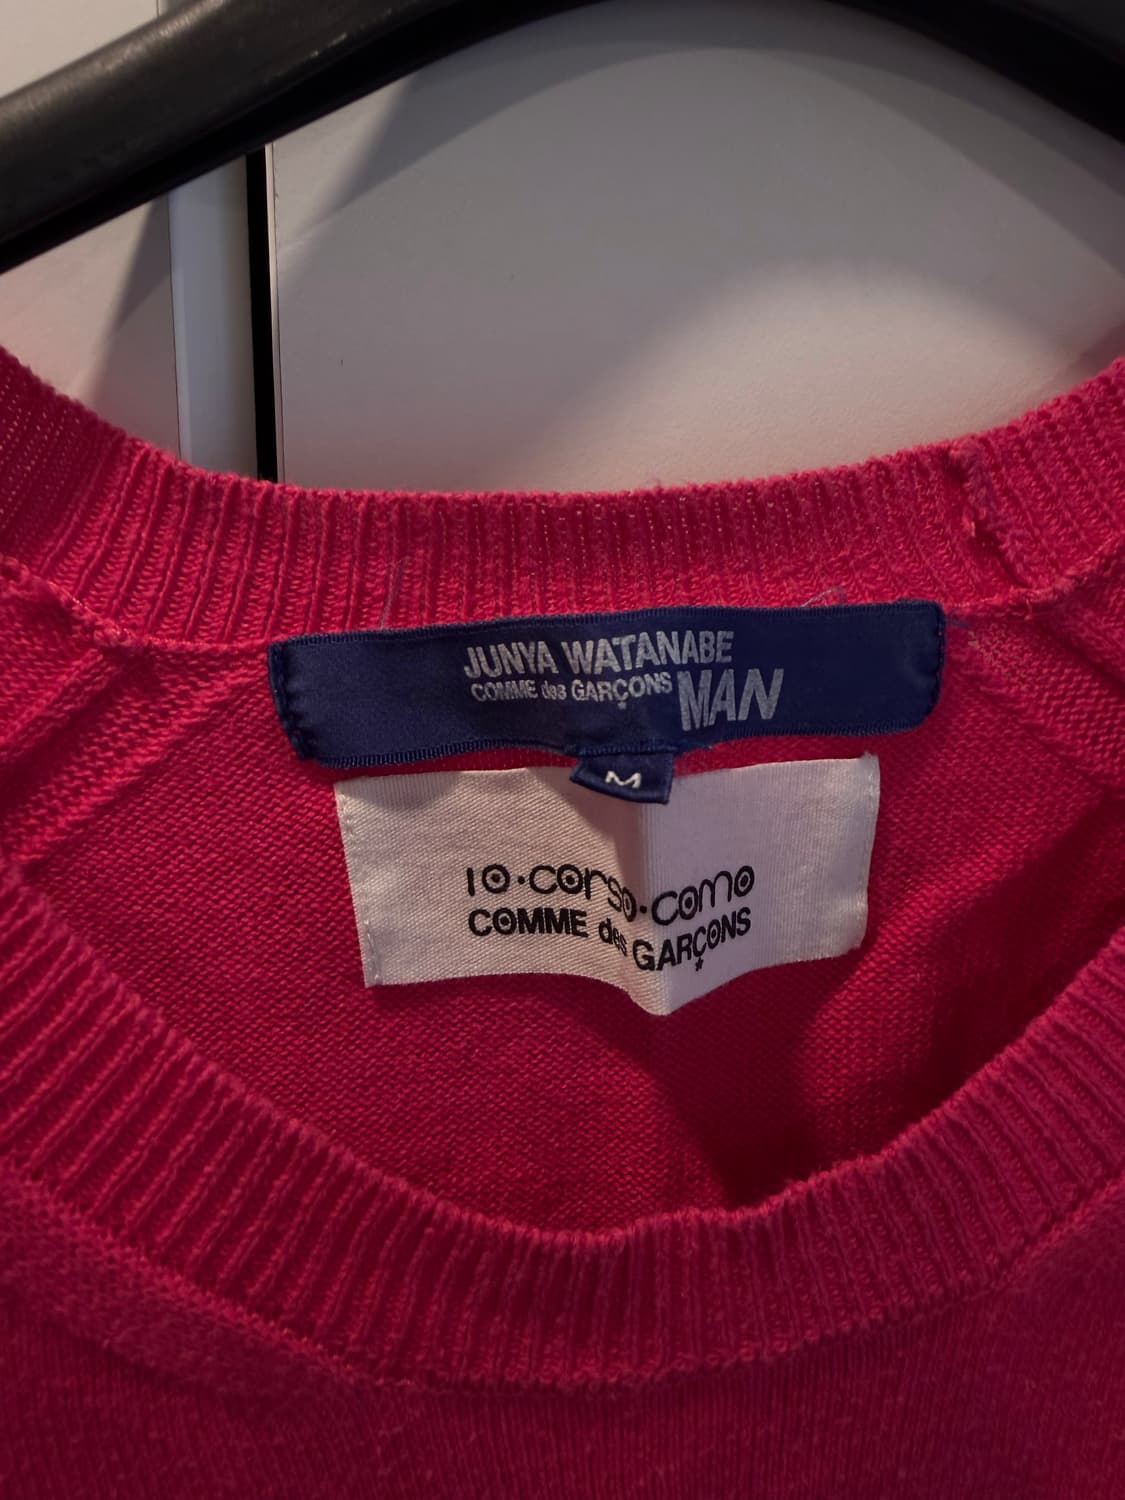 JUNYA WATANABE
COMME des GARÇONS MAN
M
10·corso·como
COMME des GARÇONS
*